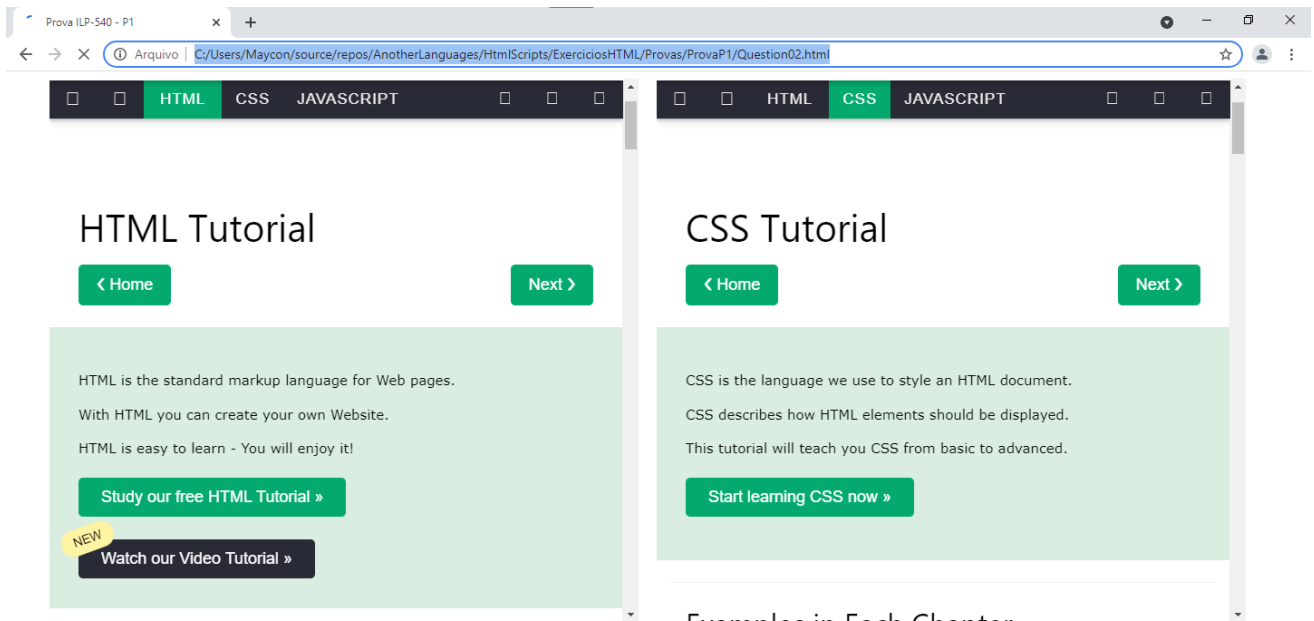 Prova ILP-540 - P1
Arquivo | C:/Users/Maycon/source/repos/AnotherLanguages/HtmlScripts/ExerciciosHTML/Provas/ProvaP1/Question02.html
HTML CSS JAVASCRIPT
HTML Tutorial
❮ Home Next ❯
HTML is the standard markup language for Web pages.
With HTML you can create your own Website.
HTML is easy to learn - You will enjoy it!
Study our free HTML Tutorial »
NEW
Watch our Video Tutorial »
HTML CSS JAVASCRIPT
CSS Tutorial
❮ Home Next ❯
CSS is the language we use to style an HTML document.
CSS describes how HTML elements should be displayed.
This tutorial will teach you CSS from basic to advanced.
Start learning CSS now »
Examples in Each Chapter